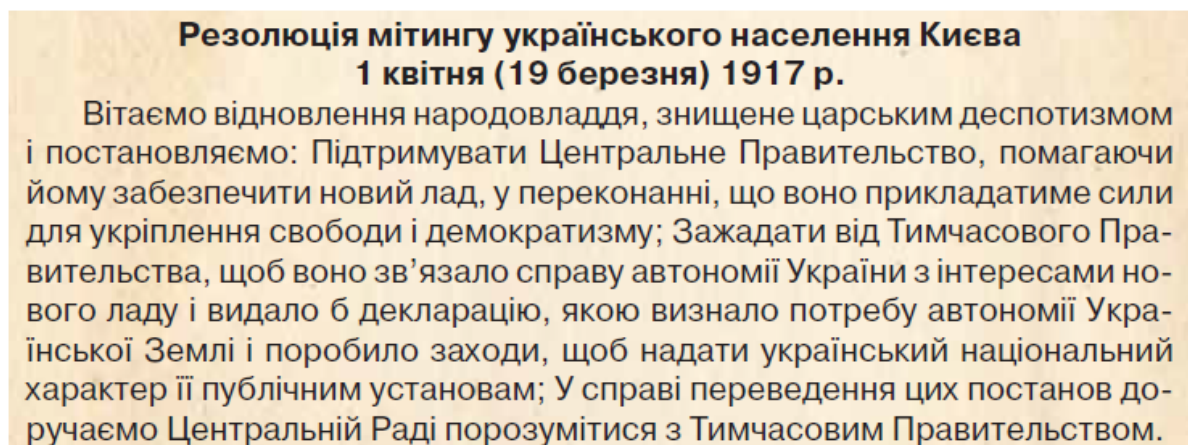 Резолюція мітингу українського населення Києва
1 квітня (19 березня) 1917 р.
Вітаємо відновлення народовладдя, знищене царським деспотизмом
і постановляємо: Підтримувати Центральне Правительство, помагаючи
йому забезпечити новий лад, у переконанні, що воно прикладатиме сили
для укріплення свободи і демократизму; Зажадати від Тимчасового Пра-
вительства, щоб воно зв’язало справу автономії України з інтересами но-
вого ладу і видало б декларацію, якою визнало потребу автономії Укра-
їнської Землі і поробило заходи, щоб надати український національний
характер її публічним установам; У справі переведення цих постанов до-
ручаємо Центральній Раді порозумітися з Тимчасовим Правительством.